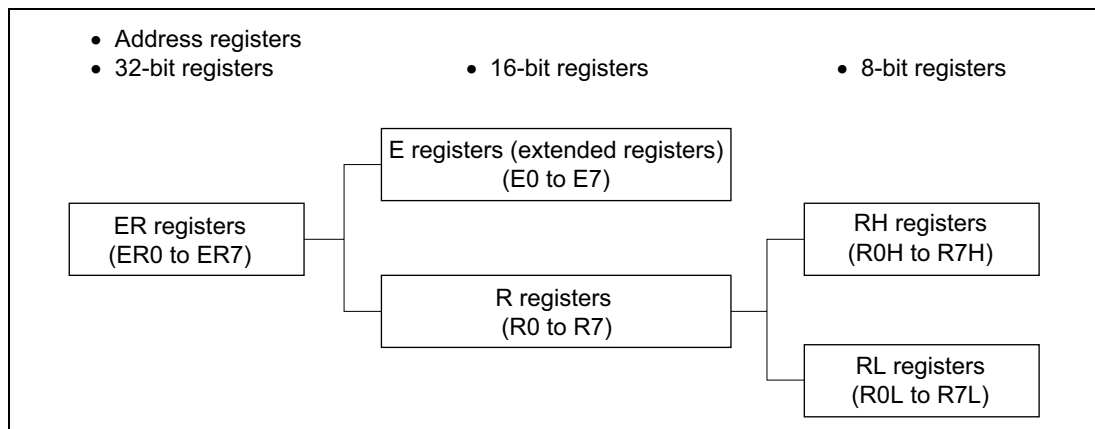 • Address registers
• 32-bit registers
• 16-bit registers
• 8-bit registers
E registers (extended registers)
(E0 to E7)
ER registers
(ER0 to ER7)
RH registers
(R0H to R7H)
R registers
(R0 to R7)
RL registers
(R0L to R7L)